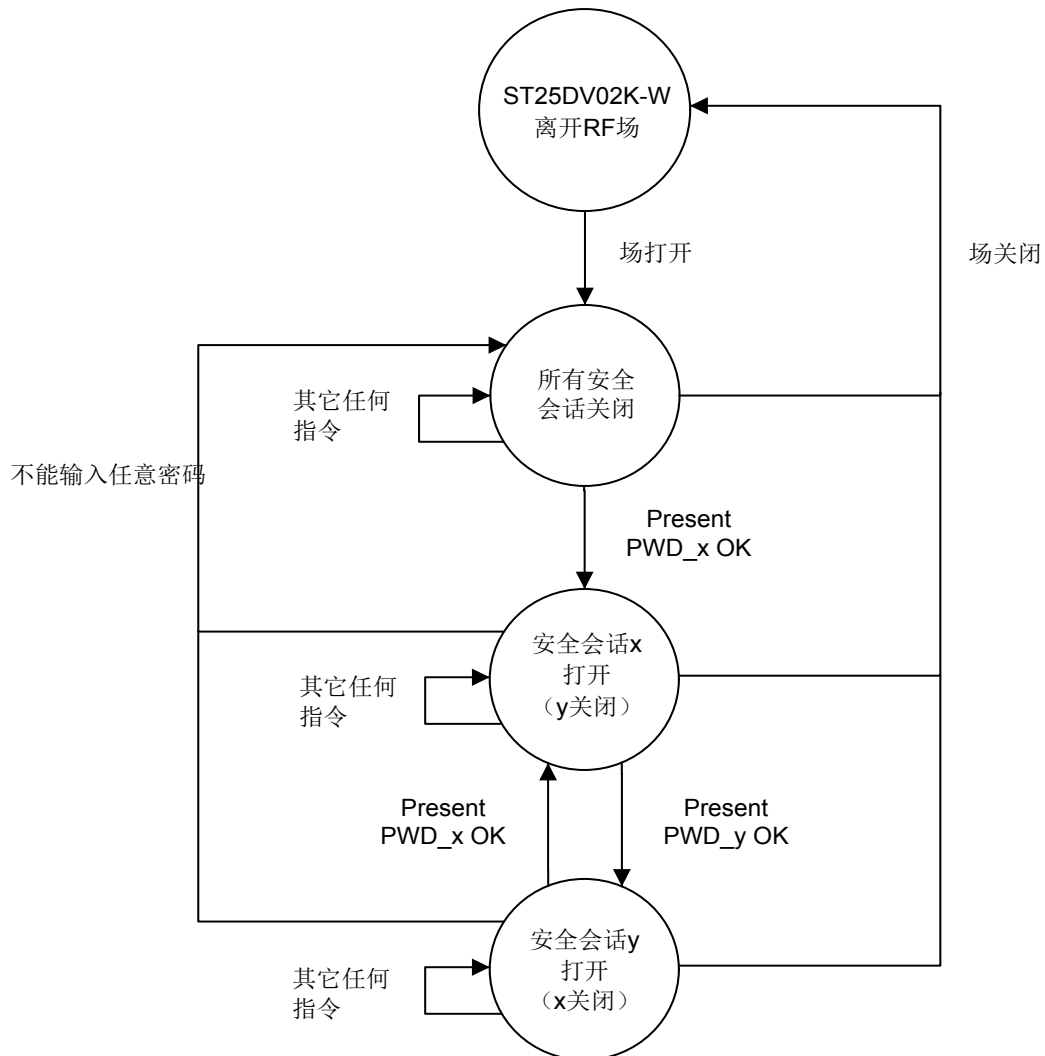 ST25DV02K-W
离开RF场
场打开
场关闭
所有安全
会话关闭
其它任何
指令
不能输入任意密码
Present
PWD_x OK
安全会话x
打开
（y关闭）
其它任何
指令
Present
PWD_x OK
Present
PWD_y OK
安全会话y
打开
（x关闭）
其它任何
指令